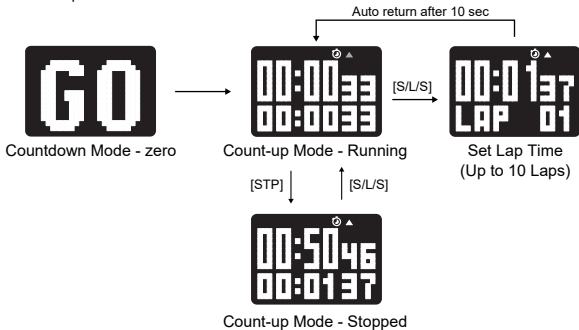 Auto return after 10 sec
GO
00:0033
00:0033
[S/L/S]
00:0137
LAP 01
Countdown Mode - zero
Count-up Mode - Running
Set Lap Time
(Up to 10 Laps)
[STP]
[S/L/S]
00:5046
00:0137
Count-up Mode - Stopped